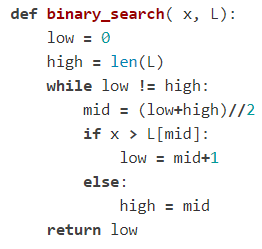 def binary_search( x, L):
    low = 0
    high = len(L)
    while low != high:
        mid = (low+high)//2
        if x > L[mid]:
            low = mid+1
        else:
            high = mid
    return low